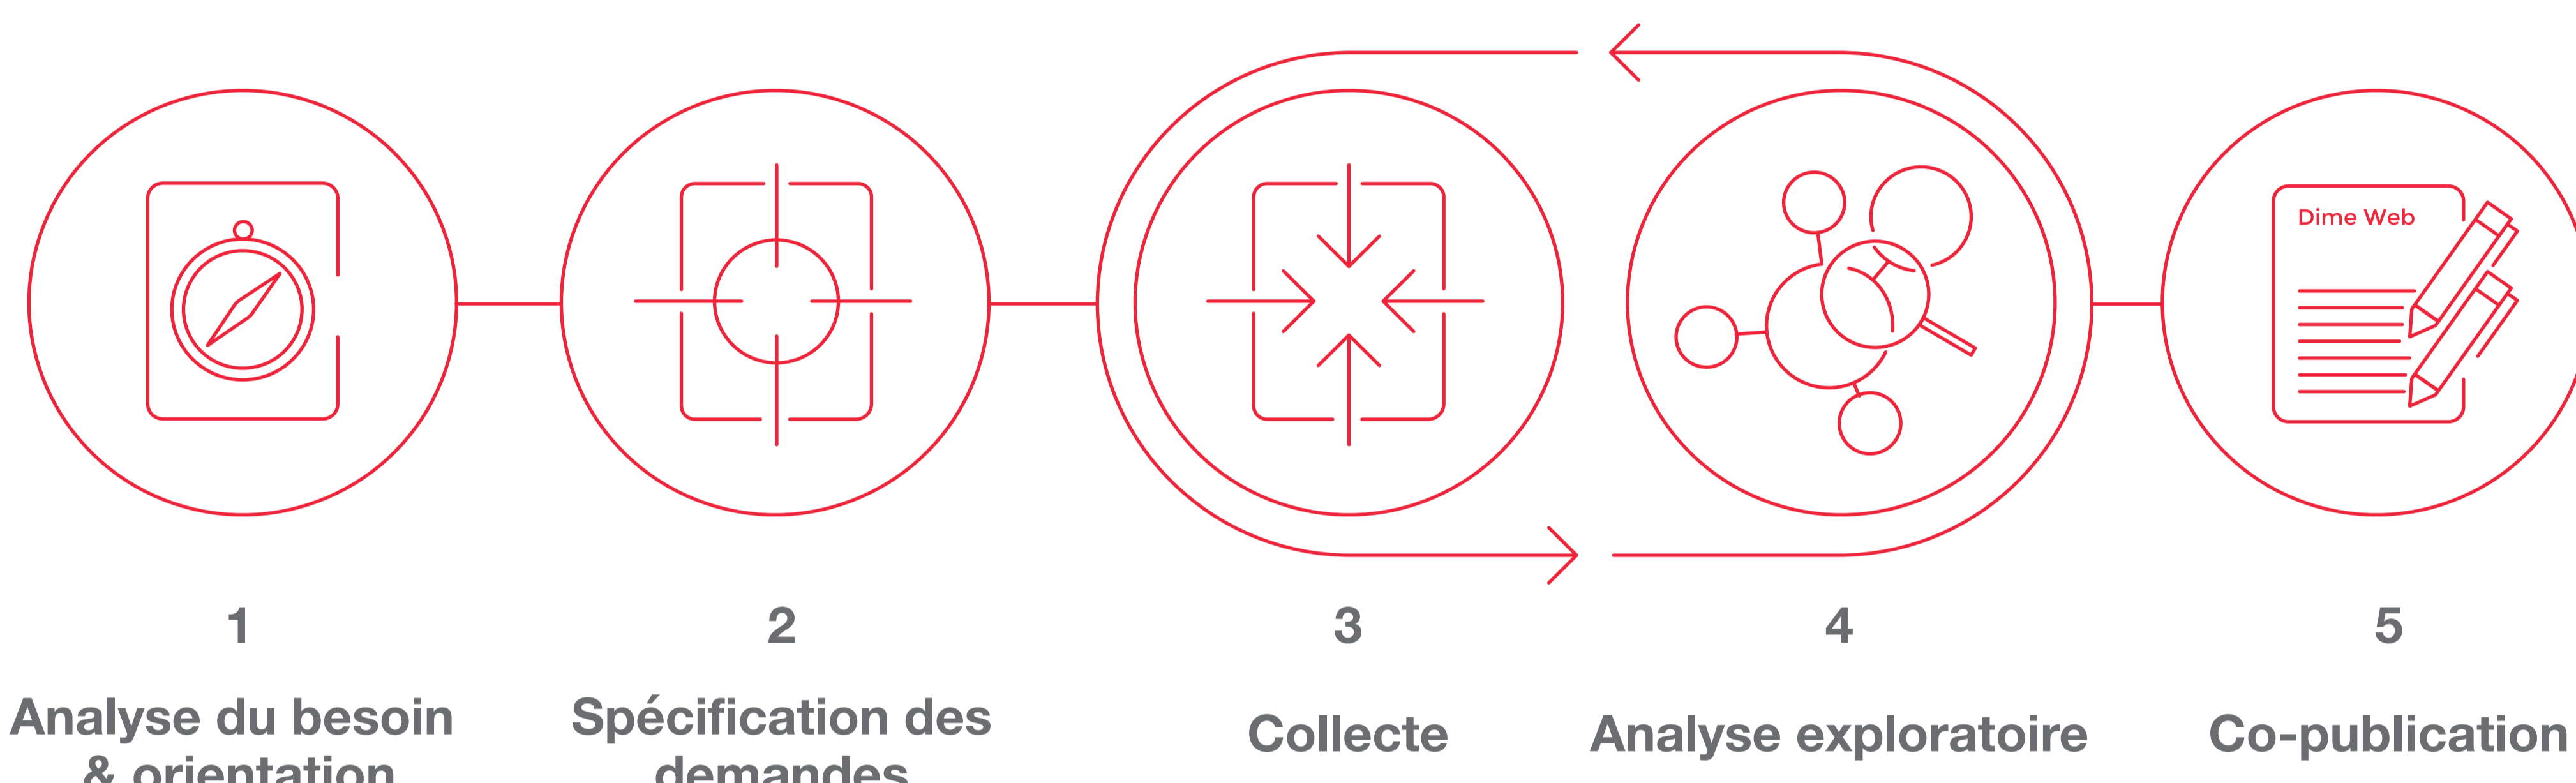 Dime Web
1
2
3
4
5
Analyse du besoin
& orientation
Spécification des
demandes
Collecte
Analyse exploratoire
Co-publication